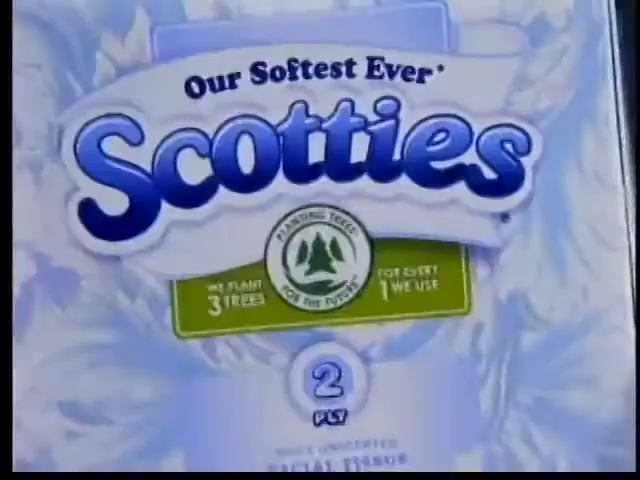 Our Softest Ever*
Scotties
PLANTING TREES
FOR THE FUTURE
WE PLANT
3 TREES
FOR EVERY
1 WE USE
2
PLY
FACIAL TISSUE